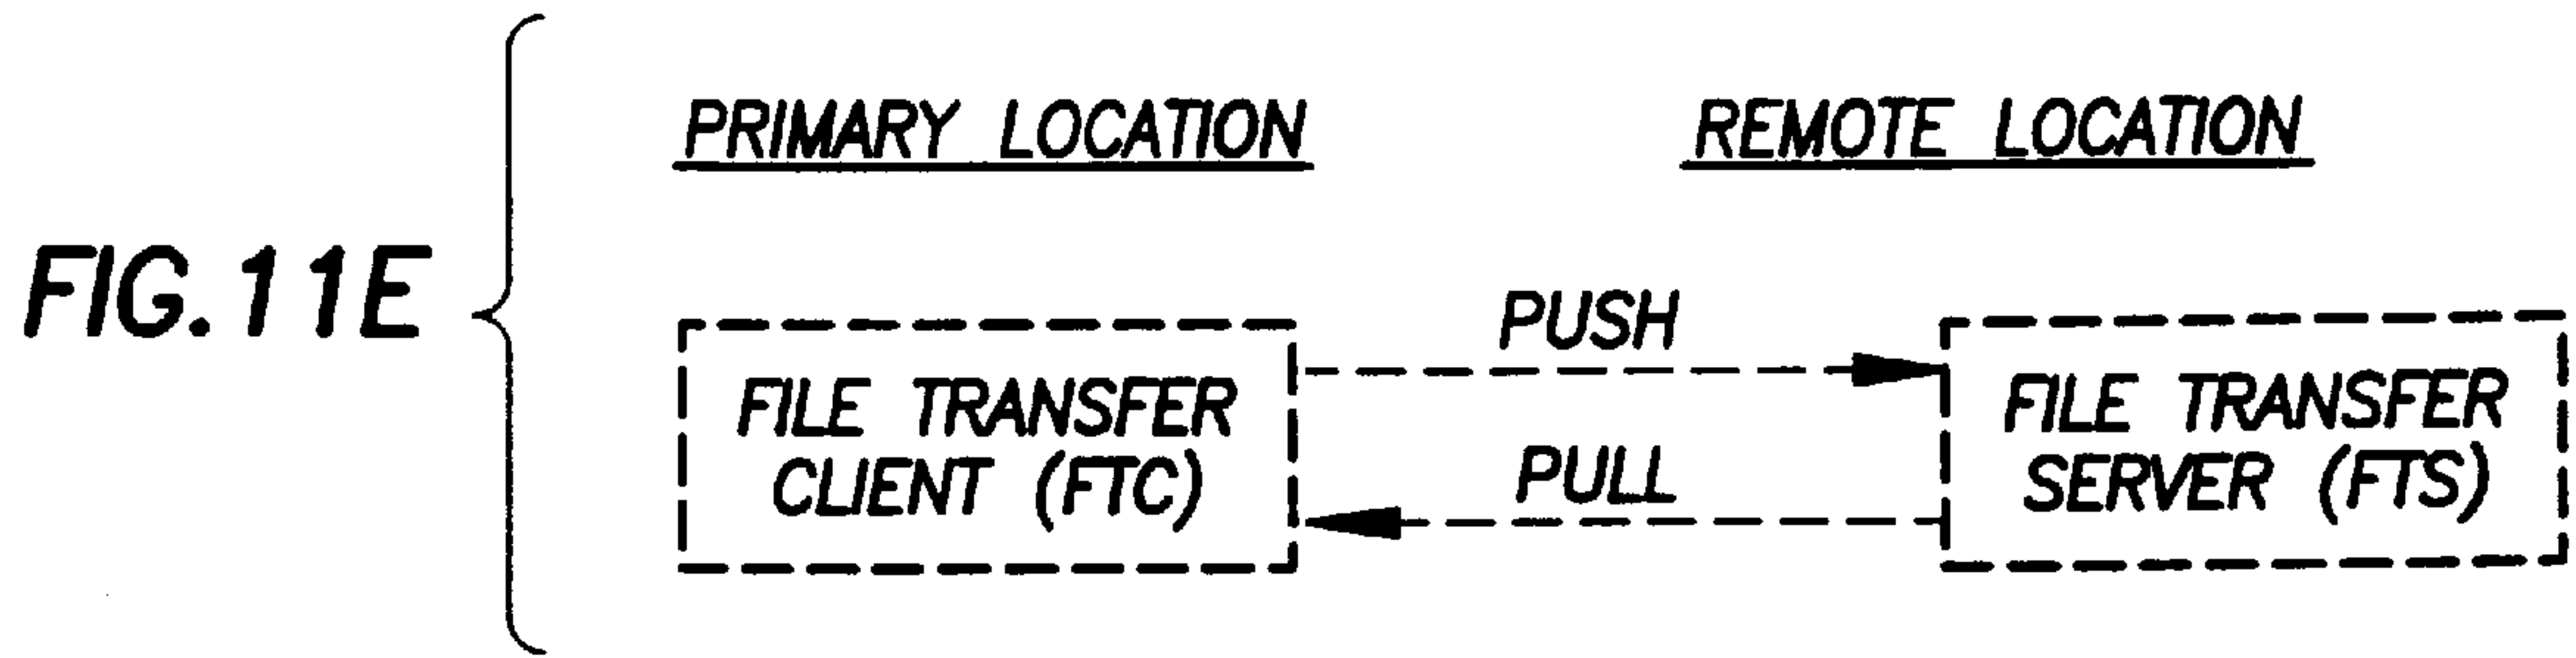 PRIMARY LOCATION
REMOTE LOCATION
FIG. 11E
PUSH
FILE TRANSFER
CLIENT (FTC)
PULL
FILE TRANSFER
SERVER (FTS)